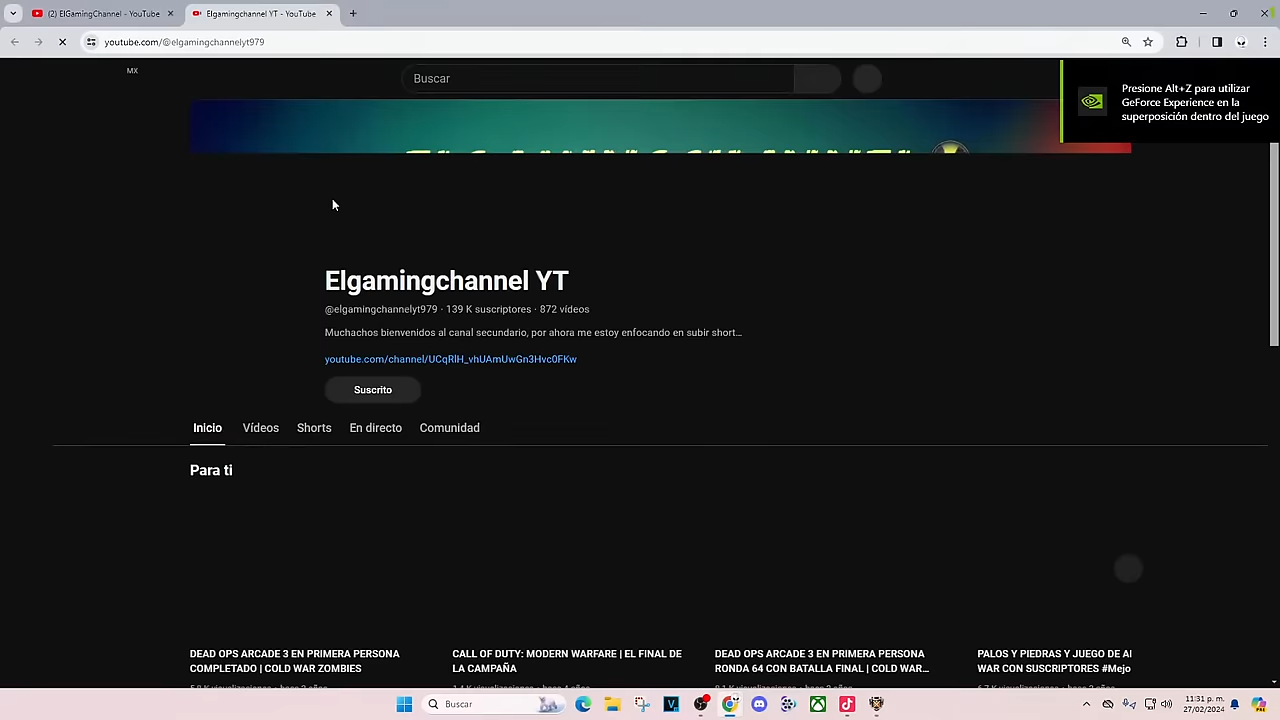 (2) ElGamingChannel - YouTube
Elgamingchannel YT - YouTube
youtube.com/@elgamingchannelyt979
MX
Buscar
Presione Alt+Z para utilizar
GeForce Experience en la
superposición dentro del juego
Elgamingchannel YT
@elgamingchannelyt979 · 139 K suscriptores · 872 vídeos
Muchachos bienvenidos al canal secundario, por ahora me estoy enfocando en subir short...
youtube.com/channel/UCqRlH_vhUAmUwGn3Hvc0FKw
Suscrito
Inicio Vídeos Shorts En directo Comunidad
Para ti
DEAD OPS ARCADE 3 EN PRIMERA PERSONA
COMPLETADO | COLD WAR ZOMBIES
CALL OF DUTY: MODERN WARFARE | EL FINAL DE
LA CAMPAÑA
DEAD OPS ARCADE 3 EN PRIMERA PERSONA
RONDA 64 CON BATALLA FINAL | COLD WAR...
PALOS Y PIEDRAS Y JUEGO DE
WAR CON SUSCRIPTORES #Mejo
Buscar
11:31 p. m.
27/02/2024